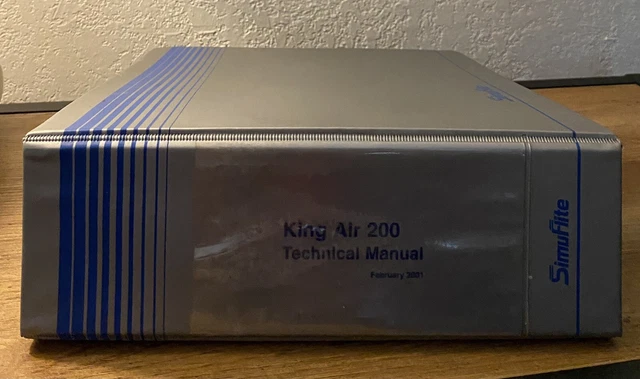 King Air 200
Technical Manual
February 2001
Simuflite